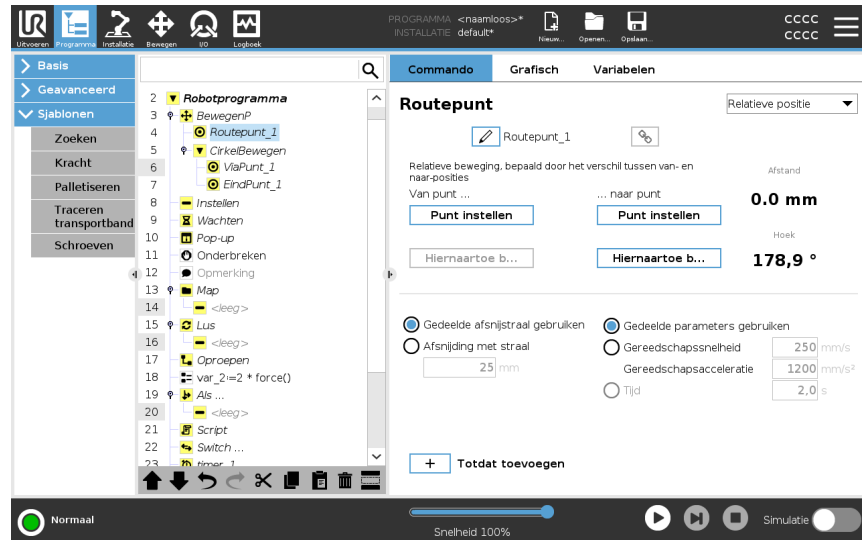 PROGRAMMA <naamloos>*
INSTALLATIE default*
UR
Uitvoeren
Programma
Installatie
Bewegen
I/O
Logboek
Nieuw...
Openen...
Opslaan...
CCCC
CCCC
Basis
Geavanceerd
Sjablonen
Zoeken
Kracht
Palletiseren
Traceren
transportband
Schroeven
2 Robotprogramma
3 BewegenP
4 Routepunt_1
5 CirkelBewegen
6 ViaPunt_1
7 EindPunt_1
8 Instellen
9 Wachten
10 Pop-up
11 Onderbreken
12 Opmerking
13 Map
14 <leeg>
15 Lus
16 <leeg>
17 Oproepen
18 var_2:=2 * force()
19 Als ...
20 <leeg>
21 Script
22 Switch ...
23 timer_1
Commando
Grafisch
Variabelen
Routepunt
Relatieve positie
Routepunt_1
Relatieve beweging, bepaald door het verschil tussen van- en
naar-posities
Van punt ...
... naar punt
Punt instellen
Punt instellen
Hiernaartoe b...
Hiernaartoe b...
Afstand
0.0 mm
Hoek
178,9 °
Gedeelde afsnijstraal gebruiken
Afsnijding met straal
25 mm
Gedeelde parameters gebruiken
Gereedschapssnelheid 250 mm/s
Gereedschapsacceleratie 1200 mm/s²
Tijd 2,0 s
+ Totdat toevoegen
Normaal
Snelheid 100%
Simulatie